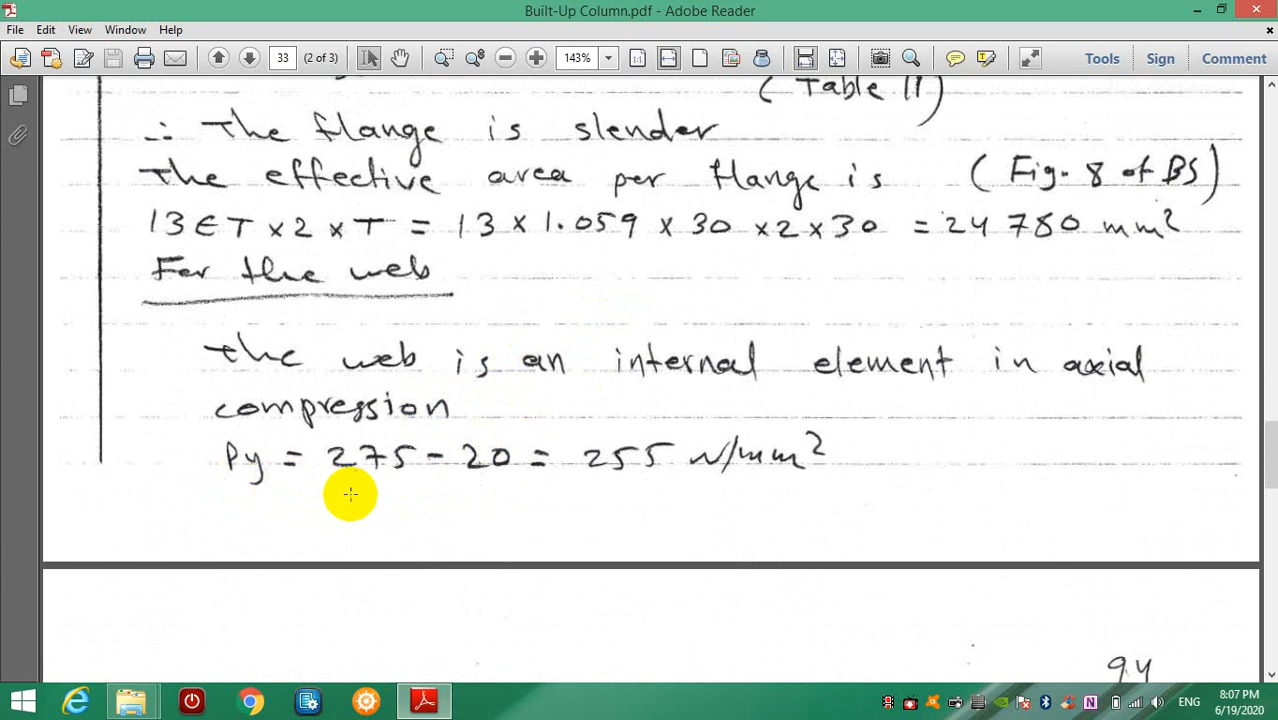 Built-Up Column.pdf - Adobe Reader
File Edit View Window Help
33 (2 of 3) 143% Tools Sign Comment
( Table 11)
∴ The flange is slender
The effective area per flange is ( Fig. 8 of BS)
13 ϵ T × 2 × T = 13 × 1.059 × 30 × 2 × 30 = 24 780 mm²
For the web
The web is an internal element in axial
compression
Py = 275 - 20 = 255 N/mm²
94
ENG
8:07 PM
6/19/2020